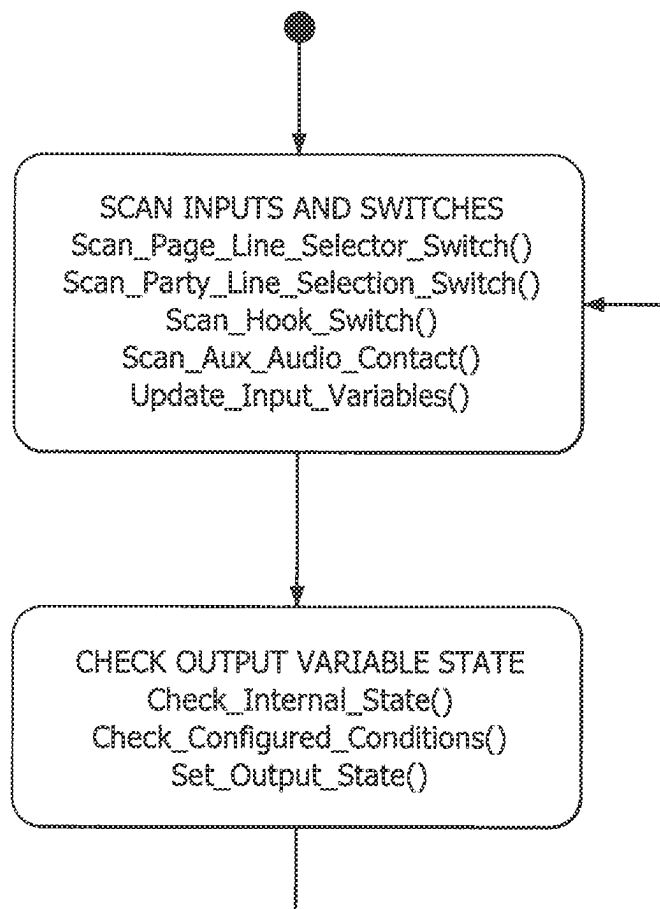 SCAN INPUTS AND SWITCHES
Scan_Page_Line_Selector_Switch()
Scan_Party_Line_Selection_Switch()
Scan_Hook_Switch()
Scan_Aux_Audio_Contact()
Update_Input_Variables()
CHECK OUTPUT VARIABLE STATE
Check_Internal_State()
Check_Configured_Conditions()
Set_Output_State()